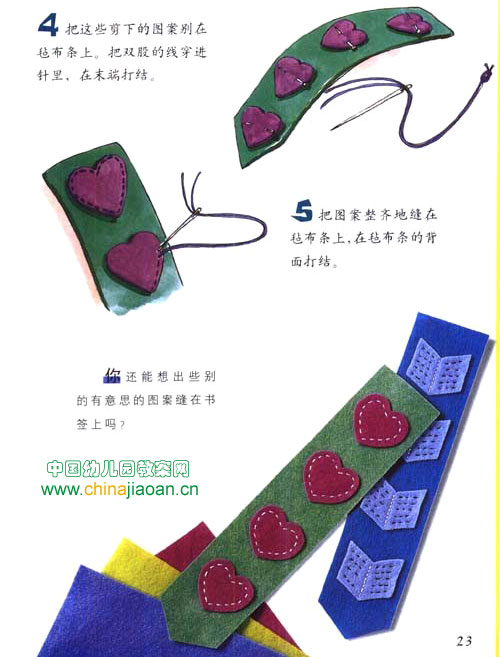 4 把这些剪下的图案别在
毡布条上。把双股的线穿进
针里，在末端打结。
5 把图案整齐地缝在
毡布条上，在毡布条的背
面打结。
你还能想出些别
的有意思的图案缝在书
签上吗？
中国幼儿园教案网
www.chinajiaoan.cn
23